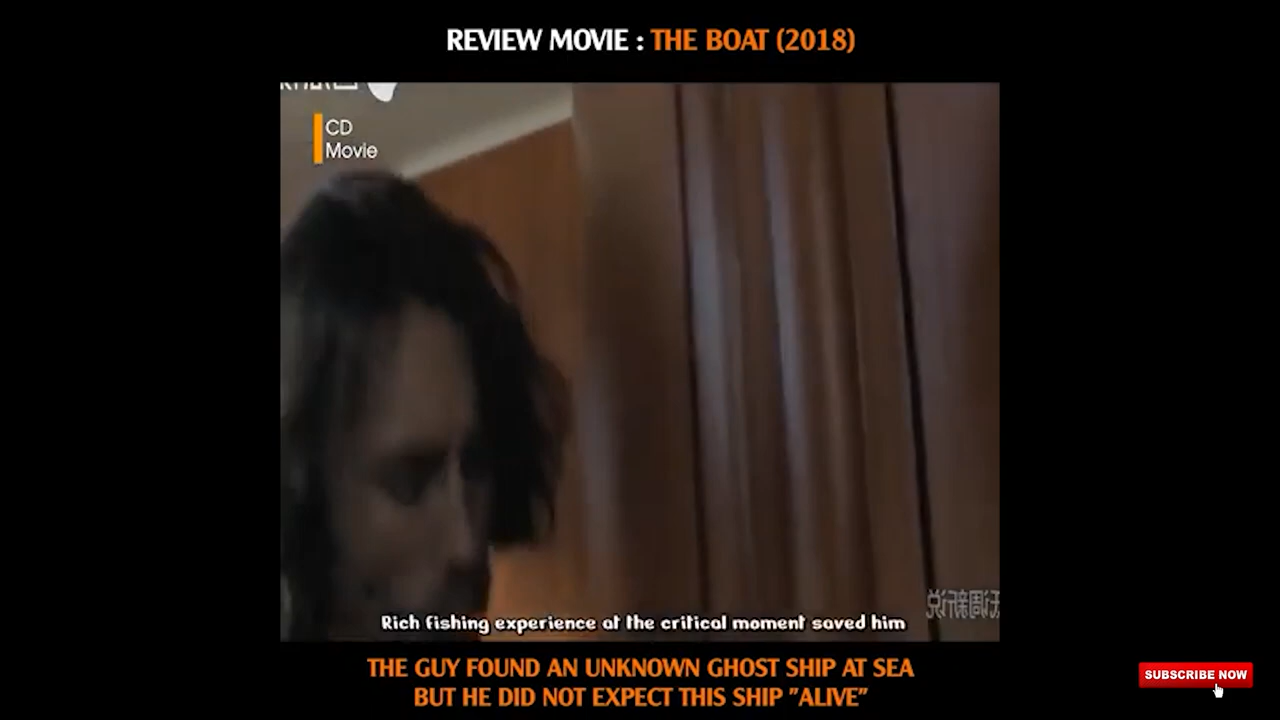 REVIEW MOVIE : THE BOAT (2018)
CD
Movie
Rich fishing experience at the critical moment saved him
THE GUY FOUND AN UNKNOWN GHOST SHIP AT SEA
BUT HE DID NOT EXPECT THIS SHIP "ALIVE"
SUBSCRIBE NOW